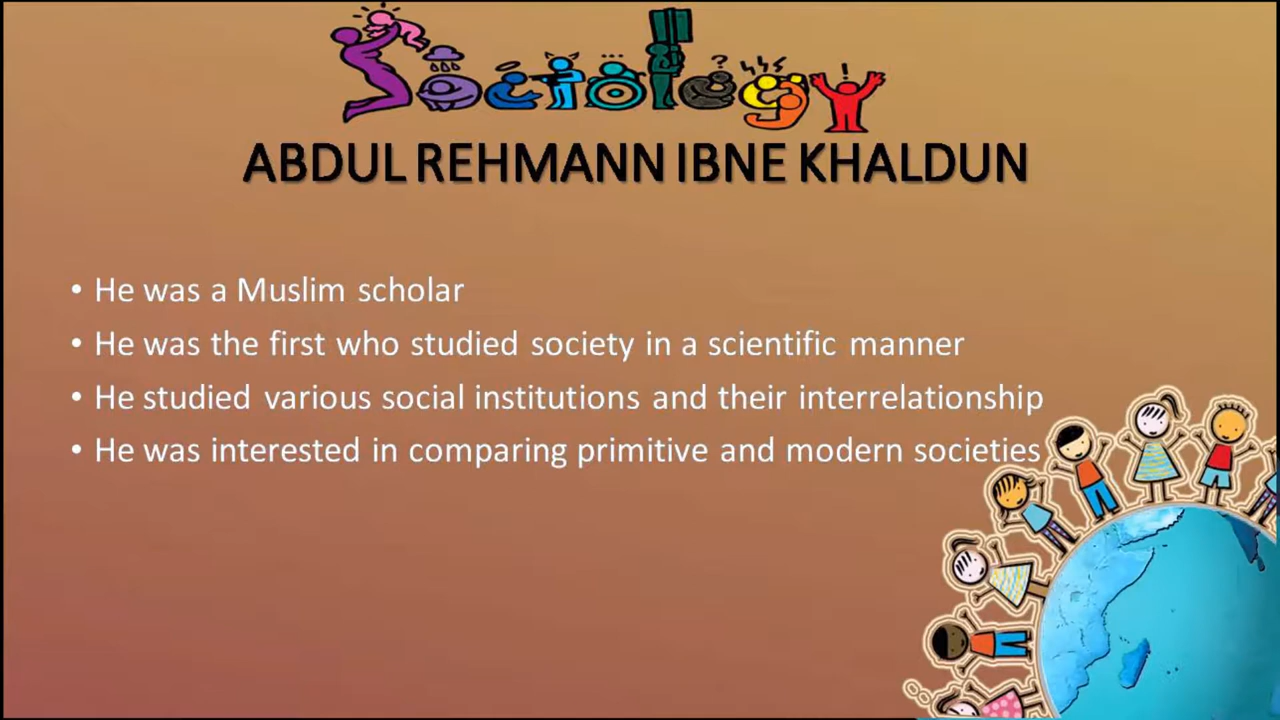 Sociology
ABDUL REHMANN IBNE KHALDUN
• He was a Muslim scholar
• He was the first who studied society in a scientific manner
• He studied various social institutions and their interrelationship
• He was interested in comparing primitive and modern societies